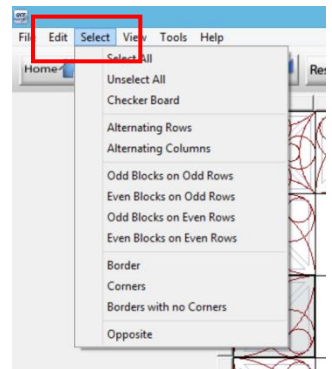 File Edit Select View Tools Help
Home
Res
Select All
Unselect All
Checker Board
Alternating Rows
Alternating Columns
Odd Blocks on Odd Rows
Even Blocks on Odd Rows
Odd Blocks on Even Rows
Even Blocks on Even Rows
Border
Corners
Borders with no Corners
Opposite